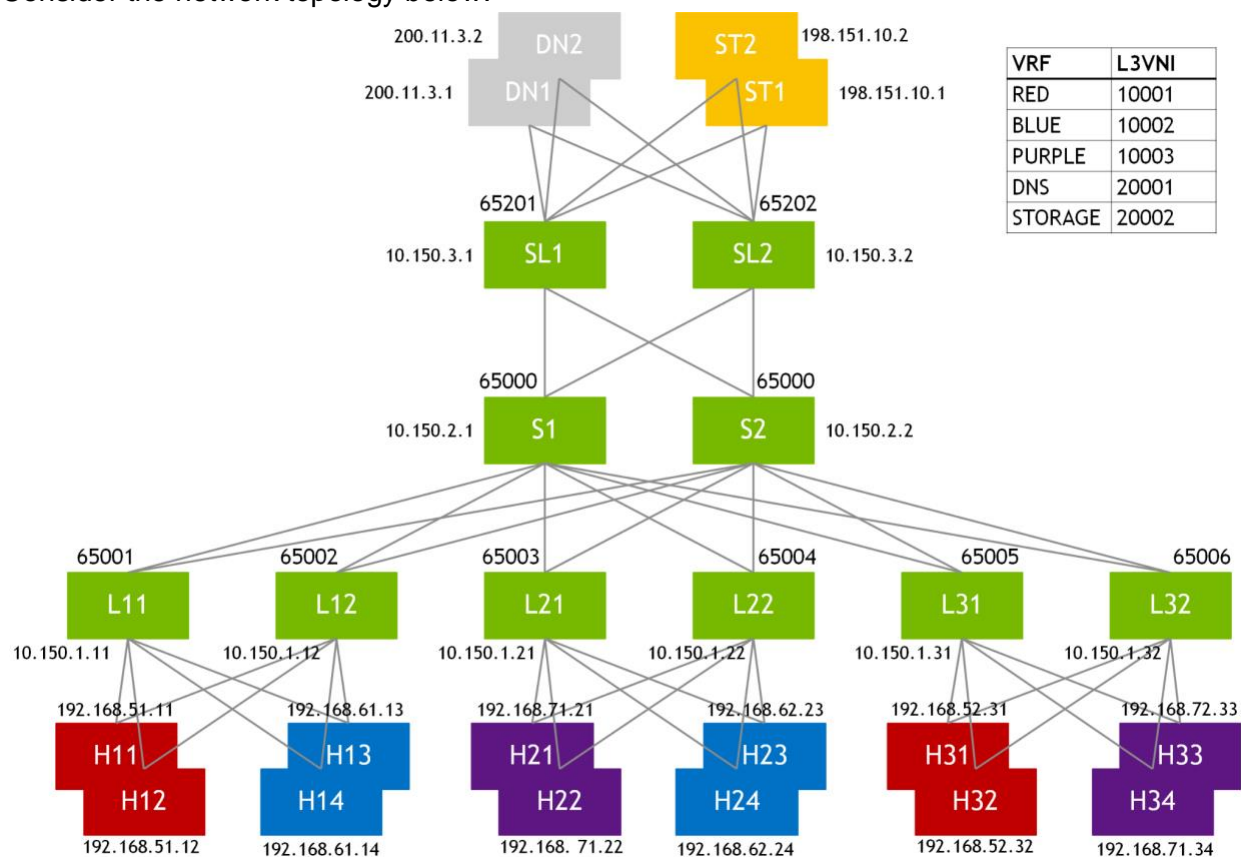 200.11.3.2
DN2
ST2
198.151.10.2
200.11.3.1
DN1
ST1
198.151.10.1
VRF L3VNI
RED 10001
BLUE 10002
PURPLE 10003
DNS 20001
STORAGE 20002
65201
65202
10.150.3.1
SL1
SL2
10.150.3.2
65000
65000
10.150.2.1
S1
S2
10.150.2.2
65001
65002
65003
65004
65005
65006
L11
L12
L21
L22
L31
L32
10.150.1.11
10.150.1.12
10.150.1.21
10.150.1.22
10.150.1.31
10.150.1.32
192.168.51.11
192.168.61.13
192.168.71.21
192.168.62.23
192.168.52.31
192.168.72.33
H11
H13
H21
H23
H31
H33
H12
H14
H22
H24
H32
H34
192.168.51.12
192.168.61.14
192.168. 71.22
192.168.62.24
192.168.52.32
192.168.71.34